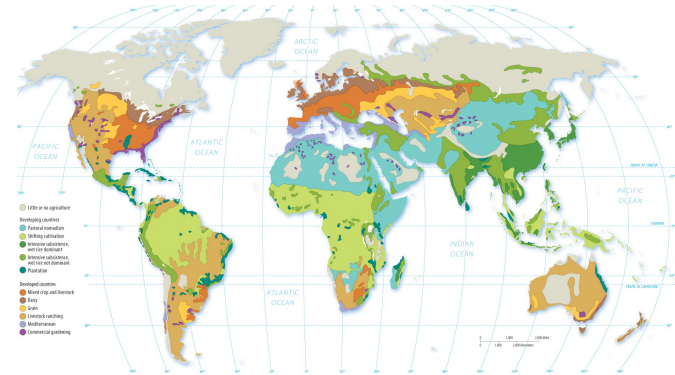 ARCTIC
OCEAN
PACIFIC
OCEAN
ATLANTIC
OCEAN
PACIFIC
OCEAN
INDIAN
OCEAN
ATLANTIC
OCEAN
TROPIC OF CANCER
EQUATOR
TROPIC OF CAPRICORN
Little or no agriculture
Developing countries
Pastoral nomadism
Shifting cultivation
Intensive subsistence,
wet rice dominant
Intensive subsistence,
wet rice not dominant
Plantation
Developed countries
Mixed crop and livestock
Dairy
Grain
Livestock ranching
Mediterranean
Commercial gardening